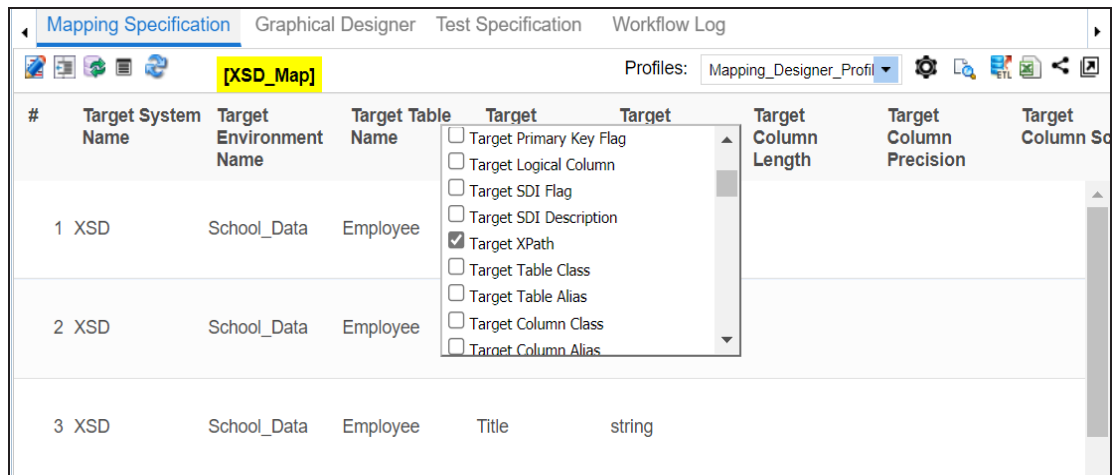 Mapping Specification Graphical Designer Test Specification Workflow Log
[XSD_Map] Profiles: Mapping_Designer_Profil ETL
# Target System Target Target Table Target Target Target Target Target
Name Environment Name Column Column Column Sc
Name Length Precision
Target Primary Key Flag
Target Logical Column
Target SDI Flag
Target SDI Description
Target XPath
Target Table Class
Target Table Alias
Target Column Class
Target Column Alias
1 XSD School_Data Employee
2 XSD School_Data Employee
3 XSD School_Data Employee Title string